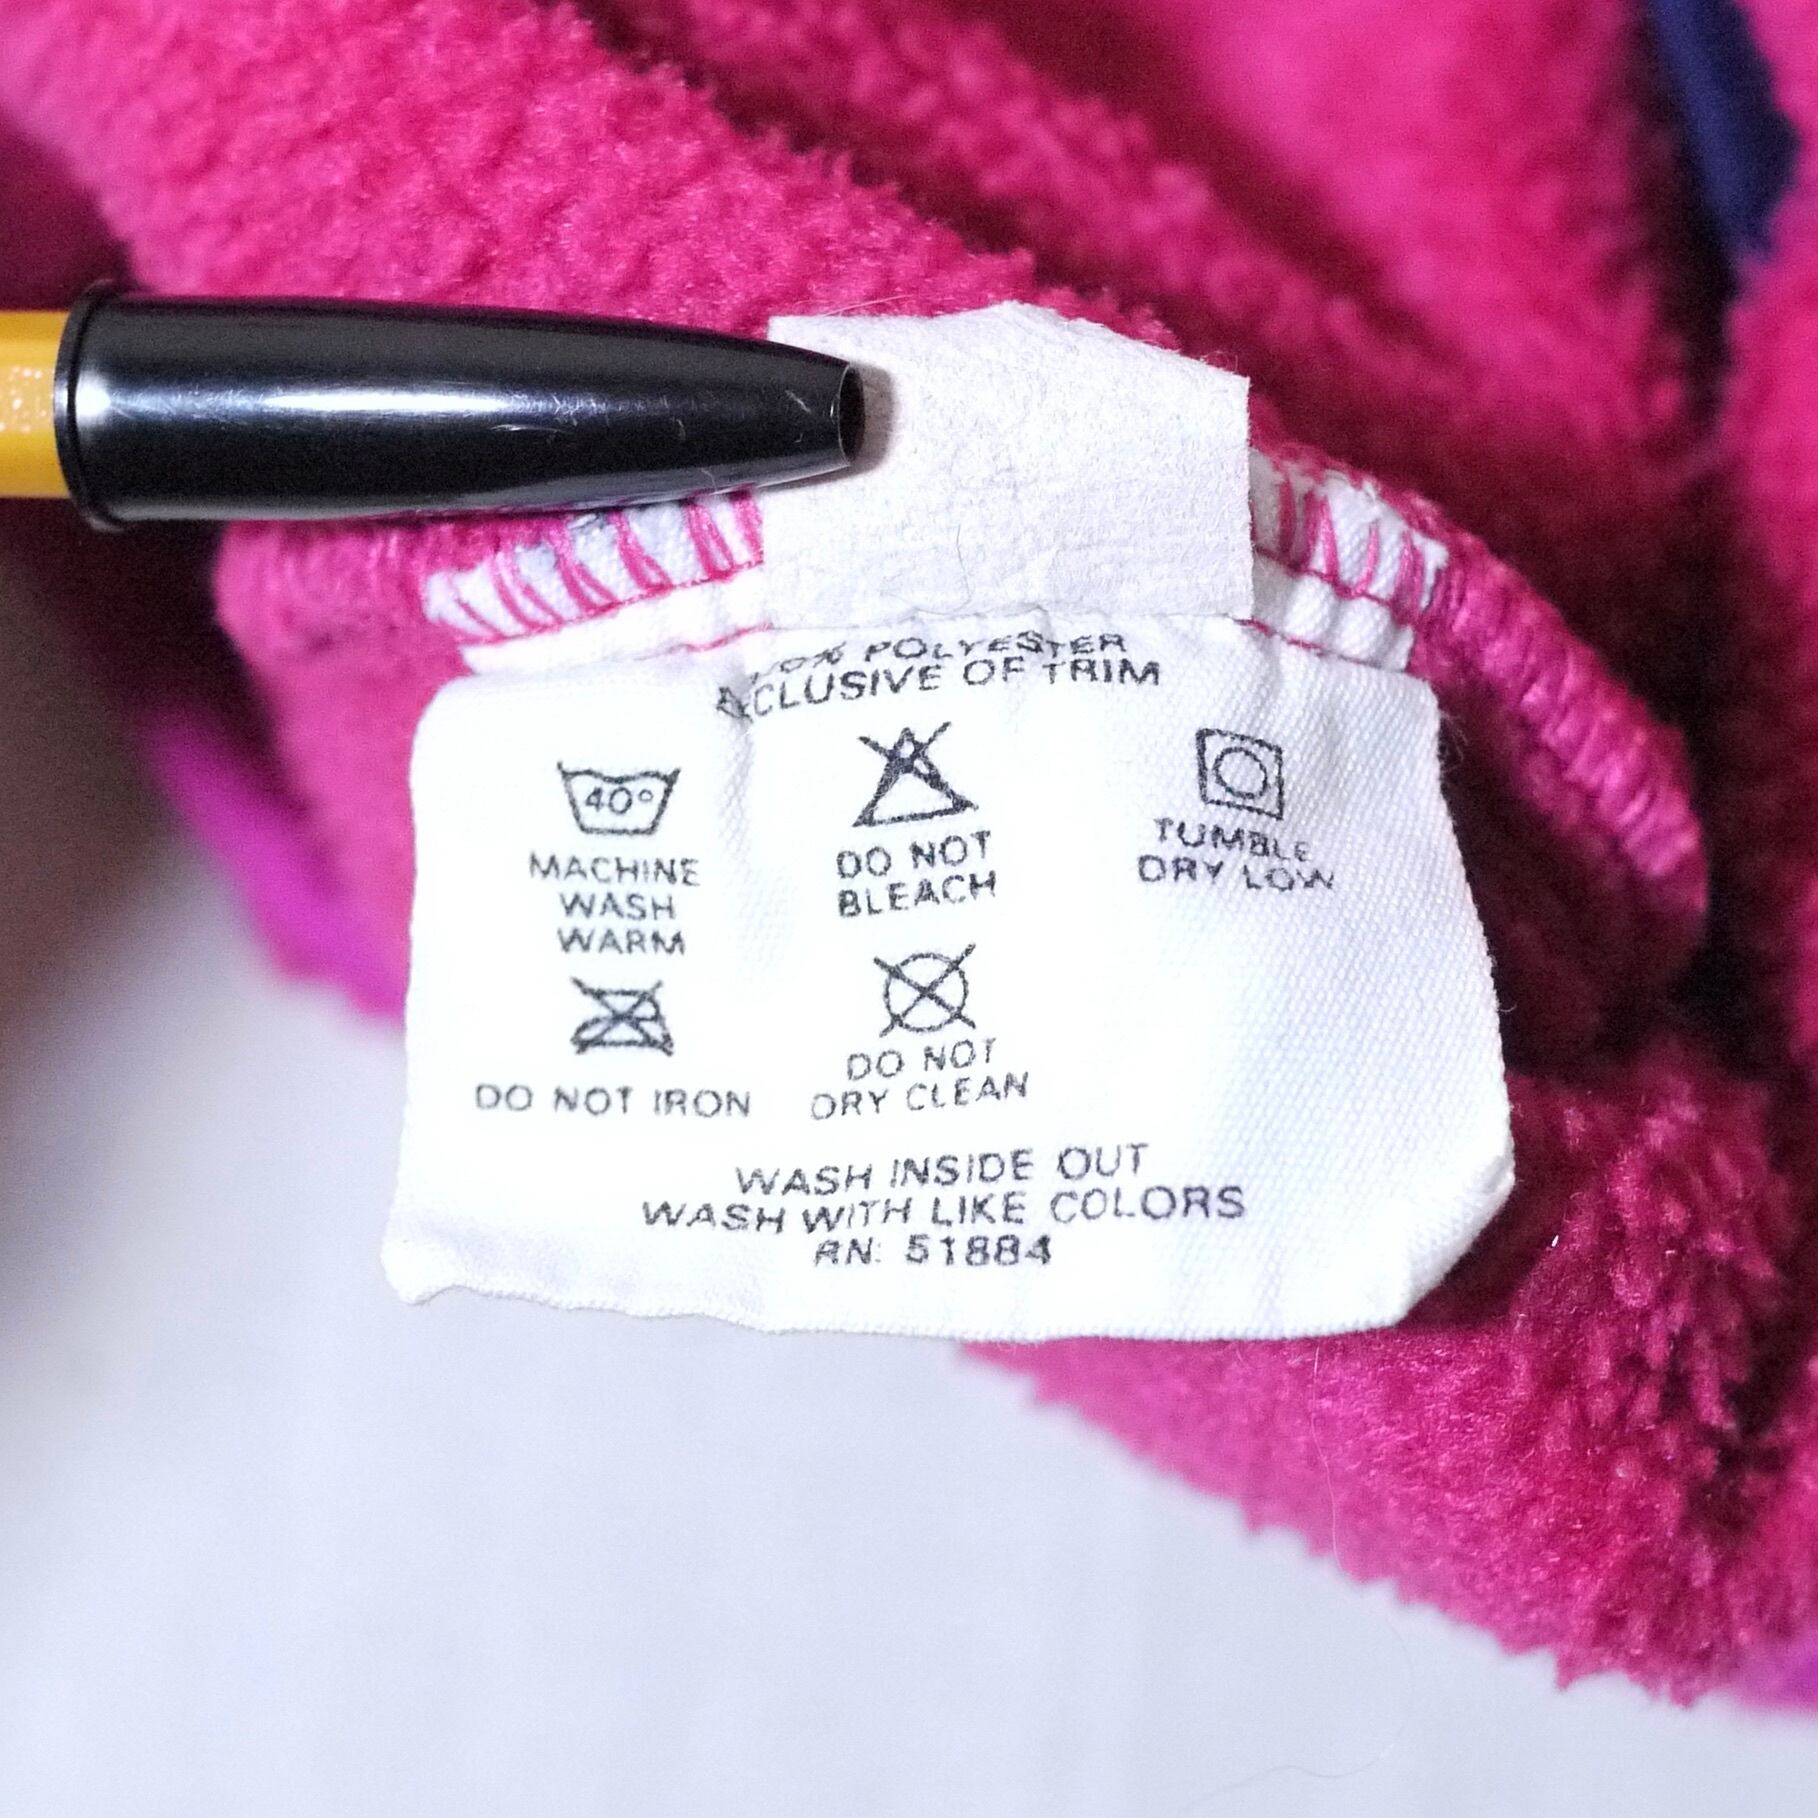 % POLYESTER
EXCLUSIVE OF TRIM
40°
MACHINE
WASH
WARM
DO NOT
BLEACH
TUMBLE
DRY LOW
DO NOT IRON
DO NOT
DRY CLEAN
WASH INSIDE OUT
WASH WITH LIKE COLORS
RN: 51884